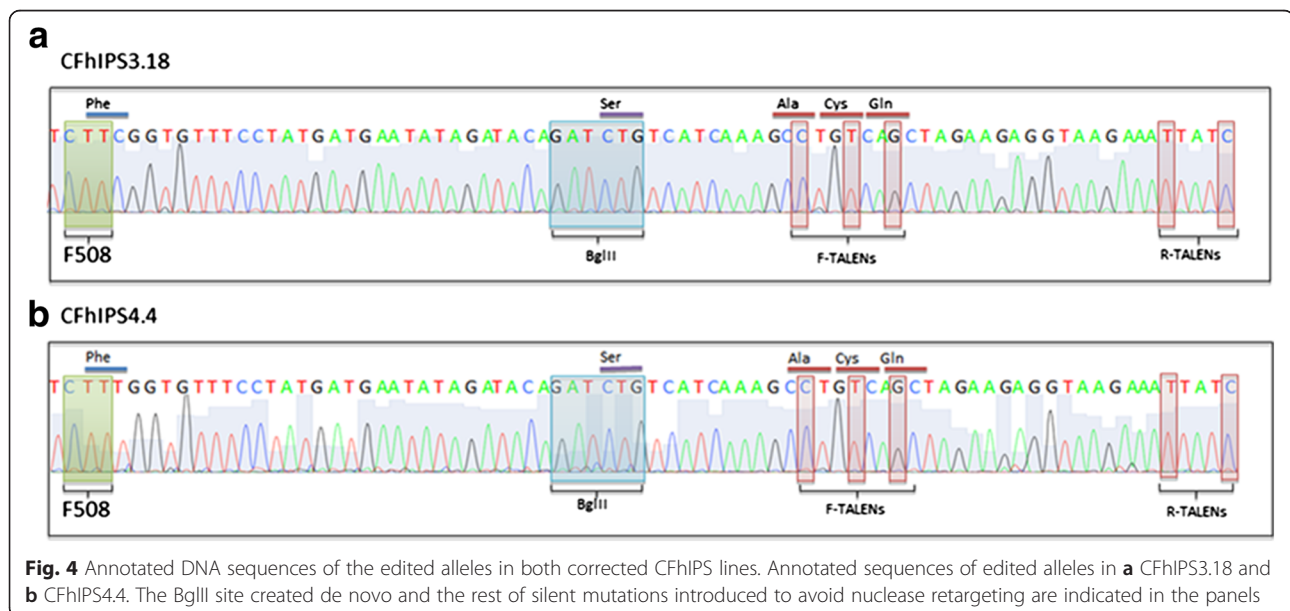 a
CFhIPS3.18
Phe Ser Ala Cys Gln
TCTTCGGTGTTTCCTATGATGAATATAGATACAGATCTGTCATCAAAGCCTGTCAGCTAGAAGAGGTAAGAAATTATC
F508 BglII F-TALENs R-TALENs
b CFhIPS4.4
Phe Ser Ala Cys Gln
TCTTTGGTGTTTCCTATGATGAATATAGATACAGATCTGTCATCAAAGCCTGTCAGCTAGAAGAGGTAAGAAATTATC
F508 BglII F-TALENs R-TALENs
Fig. 4 Annotated DNA sequences of the edited alleles in both corrected CFhIPS lines. Annotated sequences of edited alleles in a CFhIPS3.18 and
b CFhIPS4.4. The BglII site created de novo and the rest of silent mutations introduced to avoid nuclease retargeting are indicated in the panels